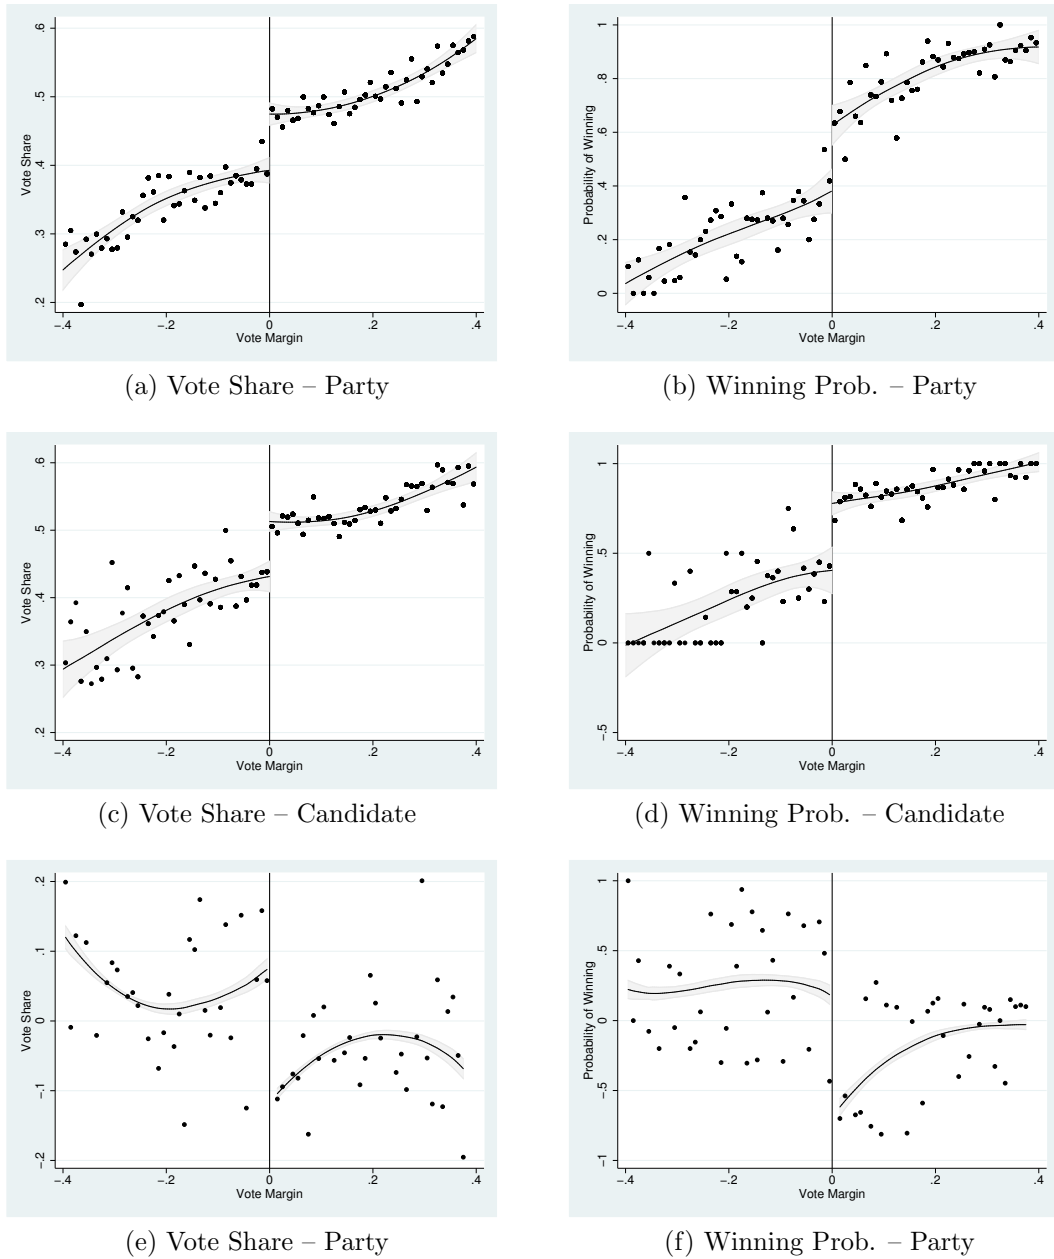 .6
.5
.4
.3
.2
Vote Share
−.4 −.2 0 .2 .4
Vote Margin
(a) Vote Share – Party
1
.8
.6
.4
.2
0
Probability of Winning
−.4 −.2 0 .2 .4
Vote Margin
(b) Winning Prob. – Party
.6
.5
.4
.3
.2
Vote Share
−.4 −.2 0 .2 .4
Vote Margin
(c) Vote Share – Candidate
1
.5
0
−.5
Probability of Winning
−.4 −.2 0 .2 .4
Vote Margin
(d) Winning Prob. – Candidate
.2
.1
0
−.1
−.2
Vote Share
−.4 −.2 0 .2 .4
Vote Margin
(e) Vote Share – Party
1
.5
0
−.5
−1
Probability of Winning
−.4 −.2 0 .2 .4
Vote Margin
(f) Winning Prob. – Party